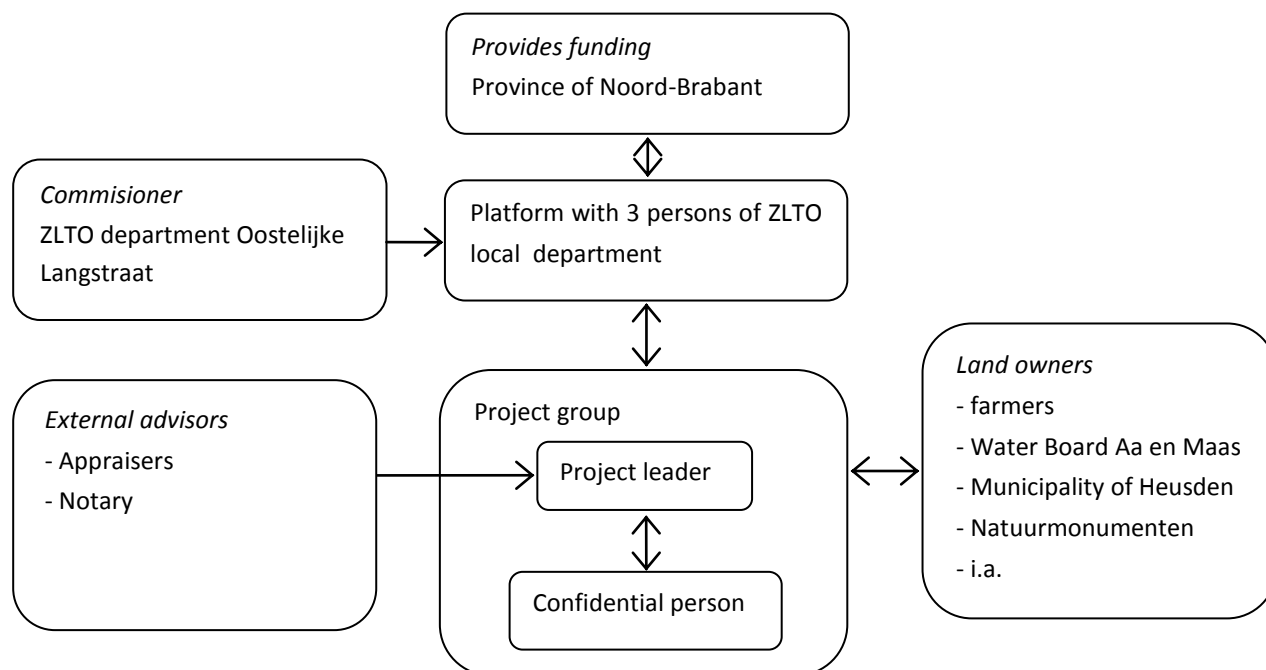 Provides funding
Province of Noord-Brabant
Commisioner
ZLTO department Oostelijke
Langstraat
Platform with 3 persons of ZLTO
local department
External advisors
- Appraisers
- Notary
Project group
Project leader
Confidential person
Land owners
- farmers
- Water Board Aa en Maas
- Municipality of Heusden
- Natuurmonumenten
- i.a.